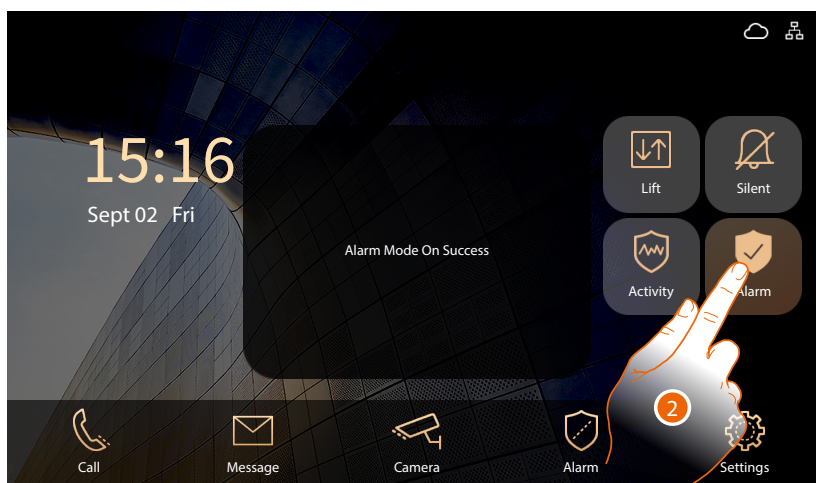 15:16
Sept 02 Fri
Alarm Mode On Success
Lift
Silent
Activity
Alarm
2
Call
Message
Camera
Alarm
Settings